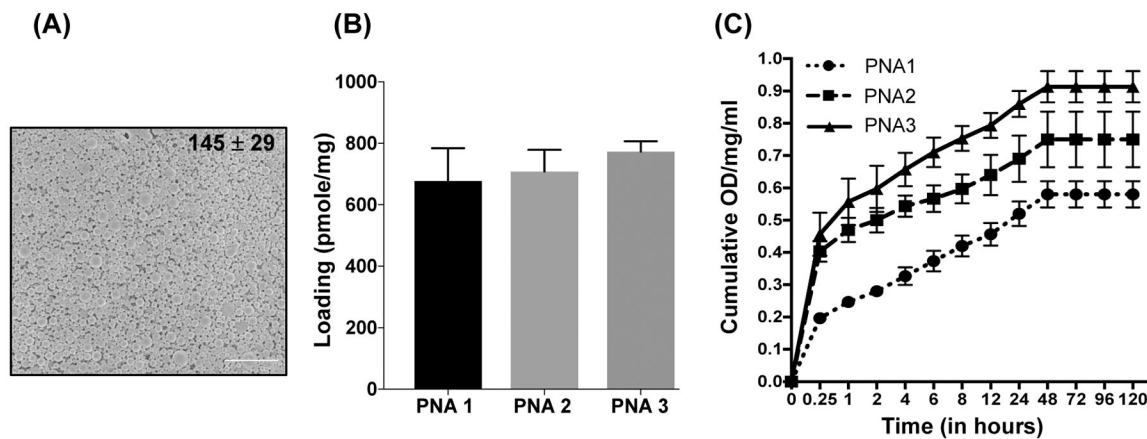 (A)
145 ± 29
(B)
Loading (pmole/mg)
1000
800
600
400
200
0
PNA 1 PNA 2 PNA 3
(C)
Cumulative OD/mg/ml
1.0
0.9
0.8
0.7
0.6
0.5
0.4
0.3
0.2
0.1
0.0
PNA1
PNA2
PNA3
0 0.25 1 2 4 6 8 12 24 48 72 96 120
Time (in hours)